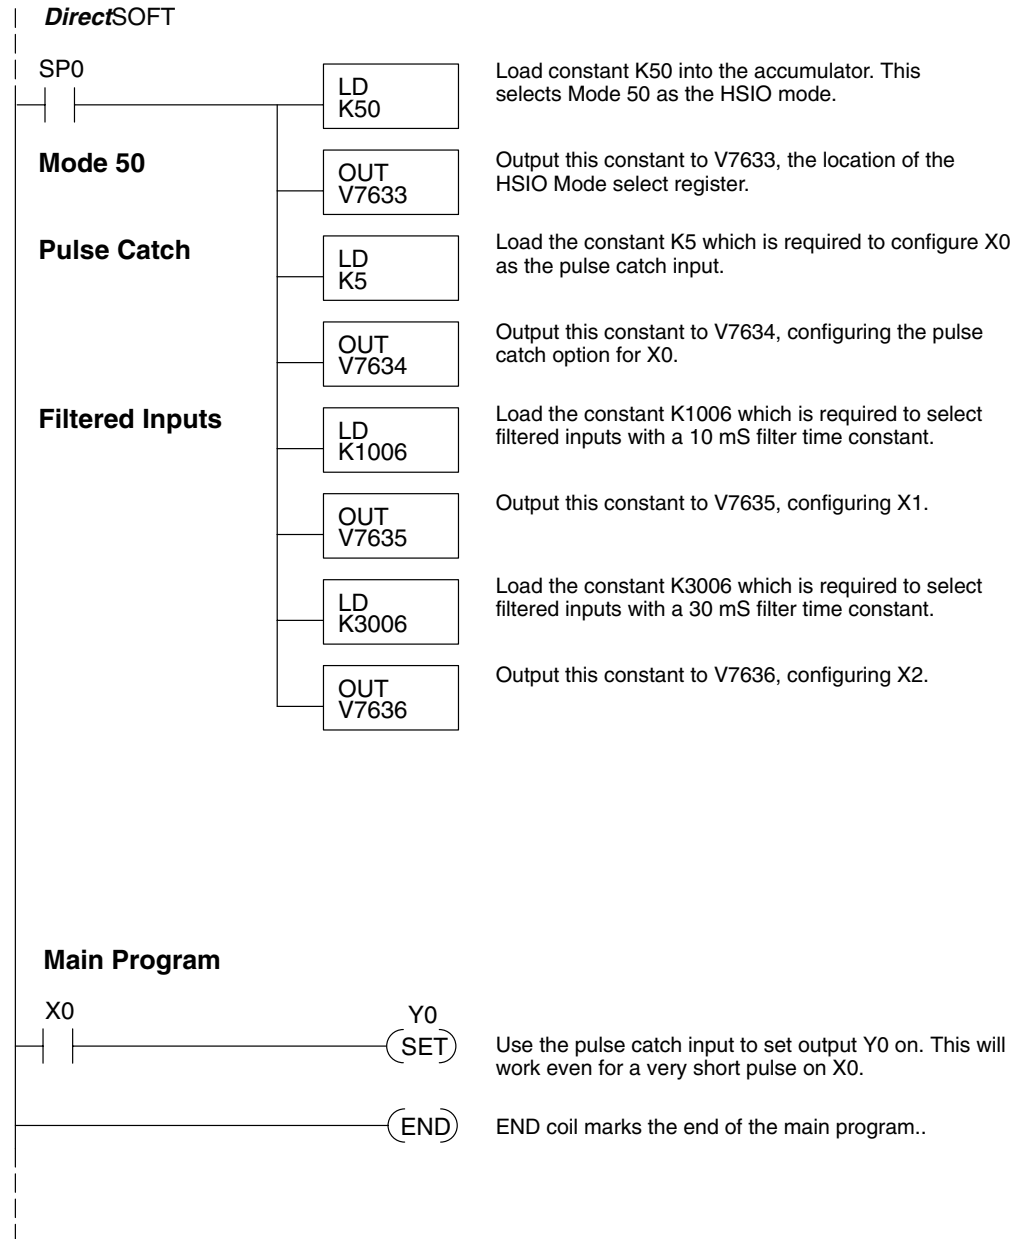 DirectSOFT
SP0
LD
K50
Load constant K50 into the accumulator. This
selects Mode 50 as the HSIO mode.
Mode 50
OUT
V7633
Output this constant to V7633, the location of the
HSIO Mode select register.
Pulse Catch
LD
K5
Load the constant K5 which is required to configure X0
as the pulse catch input.
OUT
V7634
Output this constant to V7634, configuring the pulse
catch option for X0.
Filtered Inputs
LD
K1006
Load the constant K1006 which is required to select
filtered inputs with a 10 mS filter time constant.
OUT
V7635
Output this constant to V7635, configuring X1.
LD
K3006
Load the constant K3006 which is required to select
filtered inputs with a 30 mS filter time constant.
OUT
V7636
Output this constant to V7636, configuring X2.
Main Program
X0
Y0
SET
Use the pulse catch input to set output Y0 on. This will
work even for a very short pulse on X0.
END
END coil marks the end of the main program..